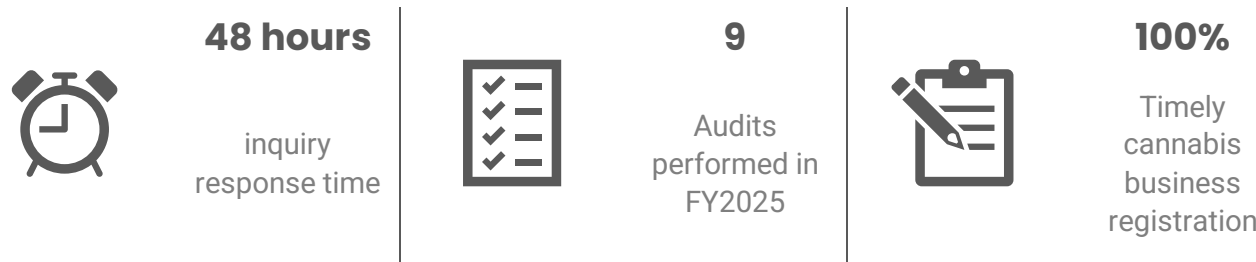 48 hours
inquiry
response time
9
Audits
performed in
FY2025
100%
Timely
cannabis
business
registration